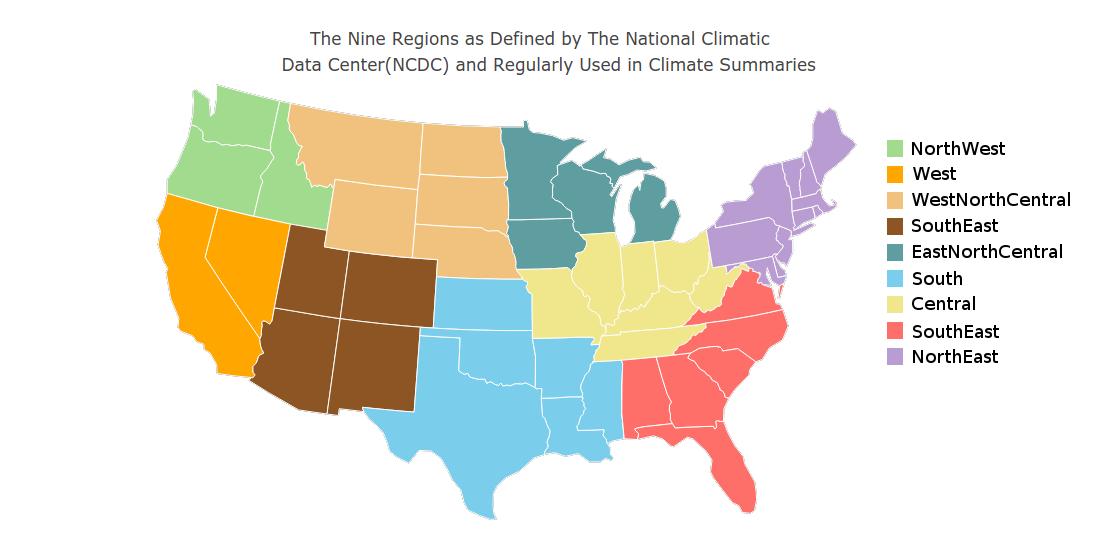 The Nine Regions as Defined by The National Climatic
Data Center(NCDC) and Regularly Used in Climate Summaries
NorthWest
West
WestNorthCentral
SouthEast
EastNorthCentral
South
Central
SouthEast
NorthEast